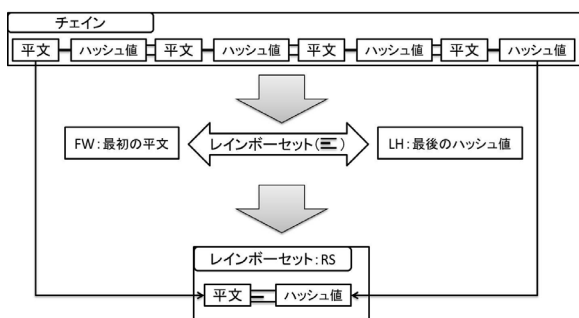 チェイン
平文 ハッシュ値 平文 ハッシュ値 平文 ハッシュ値 平文 ハッシュ値
FW:最初の平文 レインボーセット( ) LH:最後のハッシュ値
レインボーセット:RS
平文 ハッシュ値